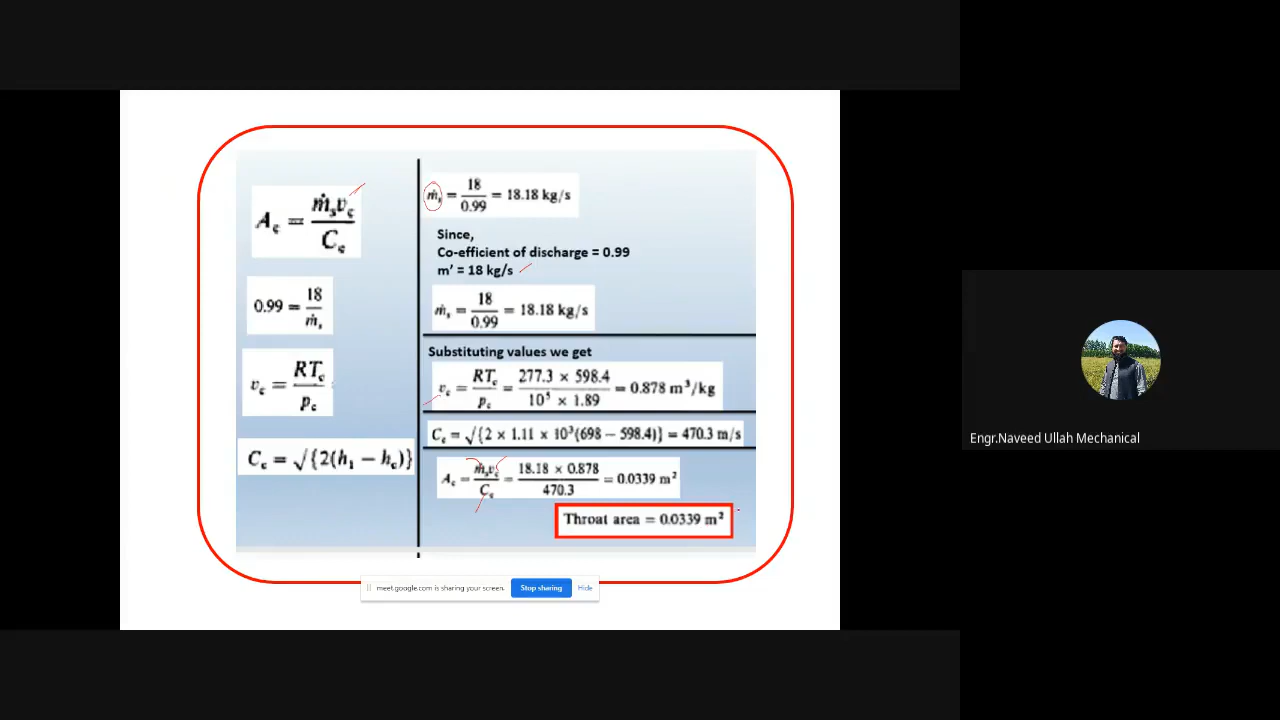 A_c = ṁ_s v_c / C_c
0.99 = 18 / ṁ_s
v_c = RT_c / p_c
C_c = √{2(h_1 − h_c)}
ṁ_s = 18 / 0.99 = 18.18 kg/s
Since,
Co-efficient of discharge = 0.99
m’ = 18 kg/s
ṁ_s = 18 / 0.99 = 18.18 kg/s
Substituting values we get
v_c = RT_c / p_c = 277.3 × 598.4 / 10^5 × 1.89 = 0.878 m³/kg
C_c = √{2 × 1.11 × 10³(698 − 598.4)} = 470.3 m/s
A_c = ṁ_s v_c / C_c = 18.18 × 0.878 / 470.3 = 0.0339 m²
Throat area = 0.0339 m²
meet.google.com is sharing your screen.
Stop sharing
Hide
Engr.Naveed Ullah Mechanical